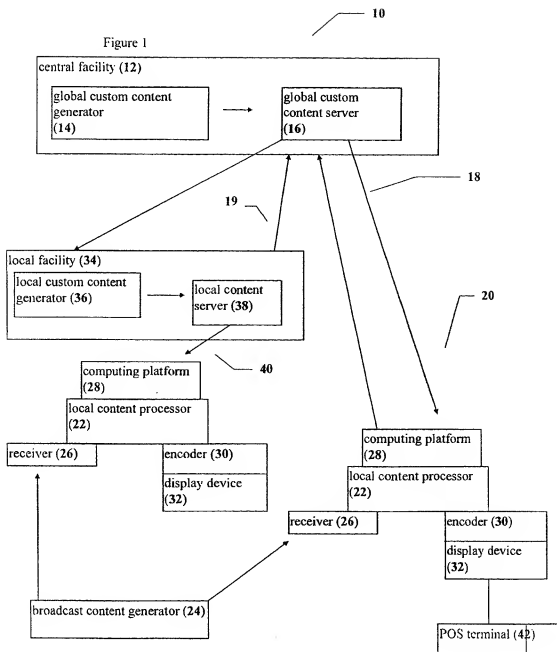 10
Figure 1
central facility (12)
global custom content
generator
(14)
global custom
content server
(16)
18
19
local facility (34)
local custom content
generator (36)
local content
server (38)
20
40
computing platform
(28)
local content processor
(22)
receiver (26)
encoder (30)
display device
(32)
computing platform
(28)
local content processor
(22)
receiver (26)
encoder (30)
display device
(32)
broadcast content generator (24)
POS terminal (42)